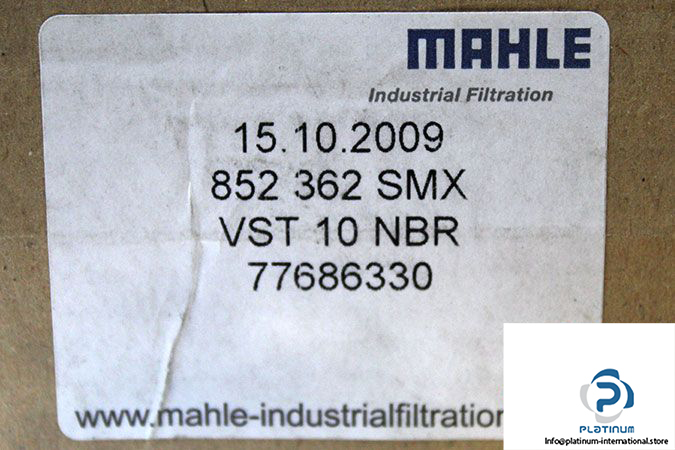 MAHLE
Industrial Filtration
15.10.2009
852 362 SMX
VST 10 NBR
77686330
www.mahle-industrialfiltration
PLATINUM
Info@platinum-international.store